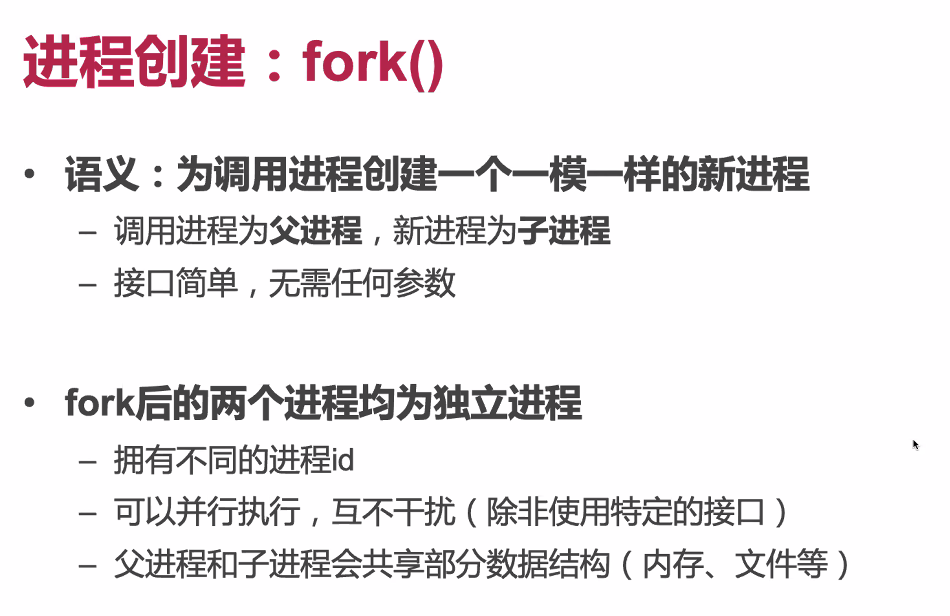 进程创建：fork()
• 语义：为调用进程创建一个一模一样的新进程
– 调用进程为父进程，新进程为子进程
– 接口简单，无需任何参数
• fork后的两个进程均为独立进程
– 拥有不同的进程id
– 可以并行执行，互不干扰（除非使用特定的接口）
– 父进程和子进程会共享部分数据结构（内存、文件等）